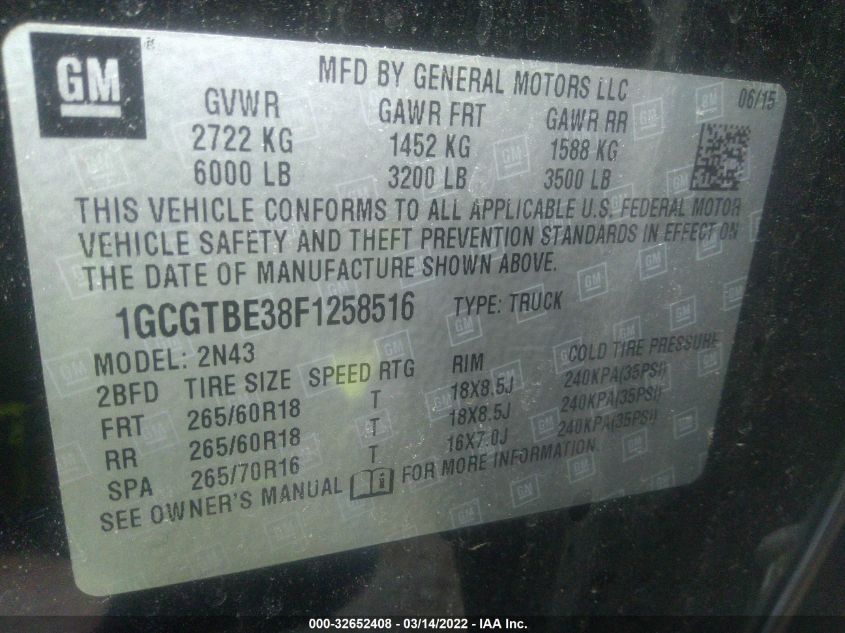 GM
MFD BY GENERAL MOTORS LLC
06/15
GVWR GAWR FRT GAWR RR
2722 KG 1452 KG 1588 KG
6000 LB 3200 LB 3500 LB
THIS VEHICLE CONFORMS TO ALL APPLICABLE U.S. FEDERAL MOTOR
VEHICLE SAFETY AND THEFT PREVENTION STANDARDS IN EFFECT ON
THE DATE OF MANUFACTURE SHOWN ABOVE.
1GCGTBE38F1258516 TYPE: TRUCK
MODEL: 2N43
2BFD TIRE SIZE SPEED RTG RIM COLD TIRE PRESSURE
FRT 265/60R18 T 18X8.5J 240KPA(35PSI)
RR 265/60R18 T 18X8.5J 240KPA(35PSI)
SPA 265/70R16 T 16X7.0J 240KPA(35PSI)
SEE OWNER'S MANUAL FOR MORE INFORMATION.
000-32652408 - 03/14/2022 - IAA Inc.